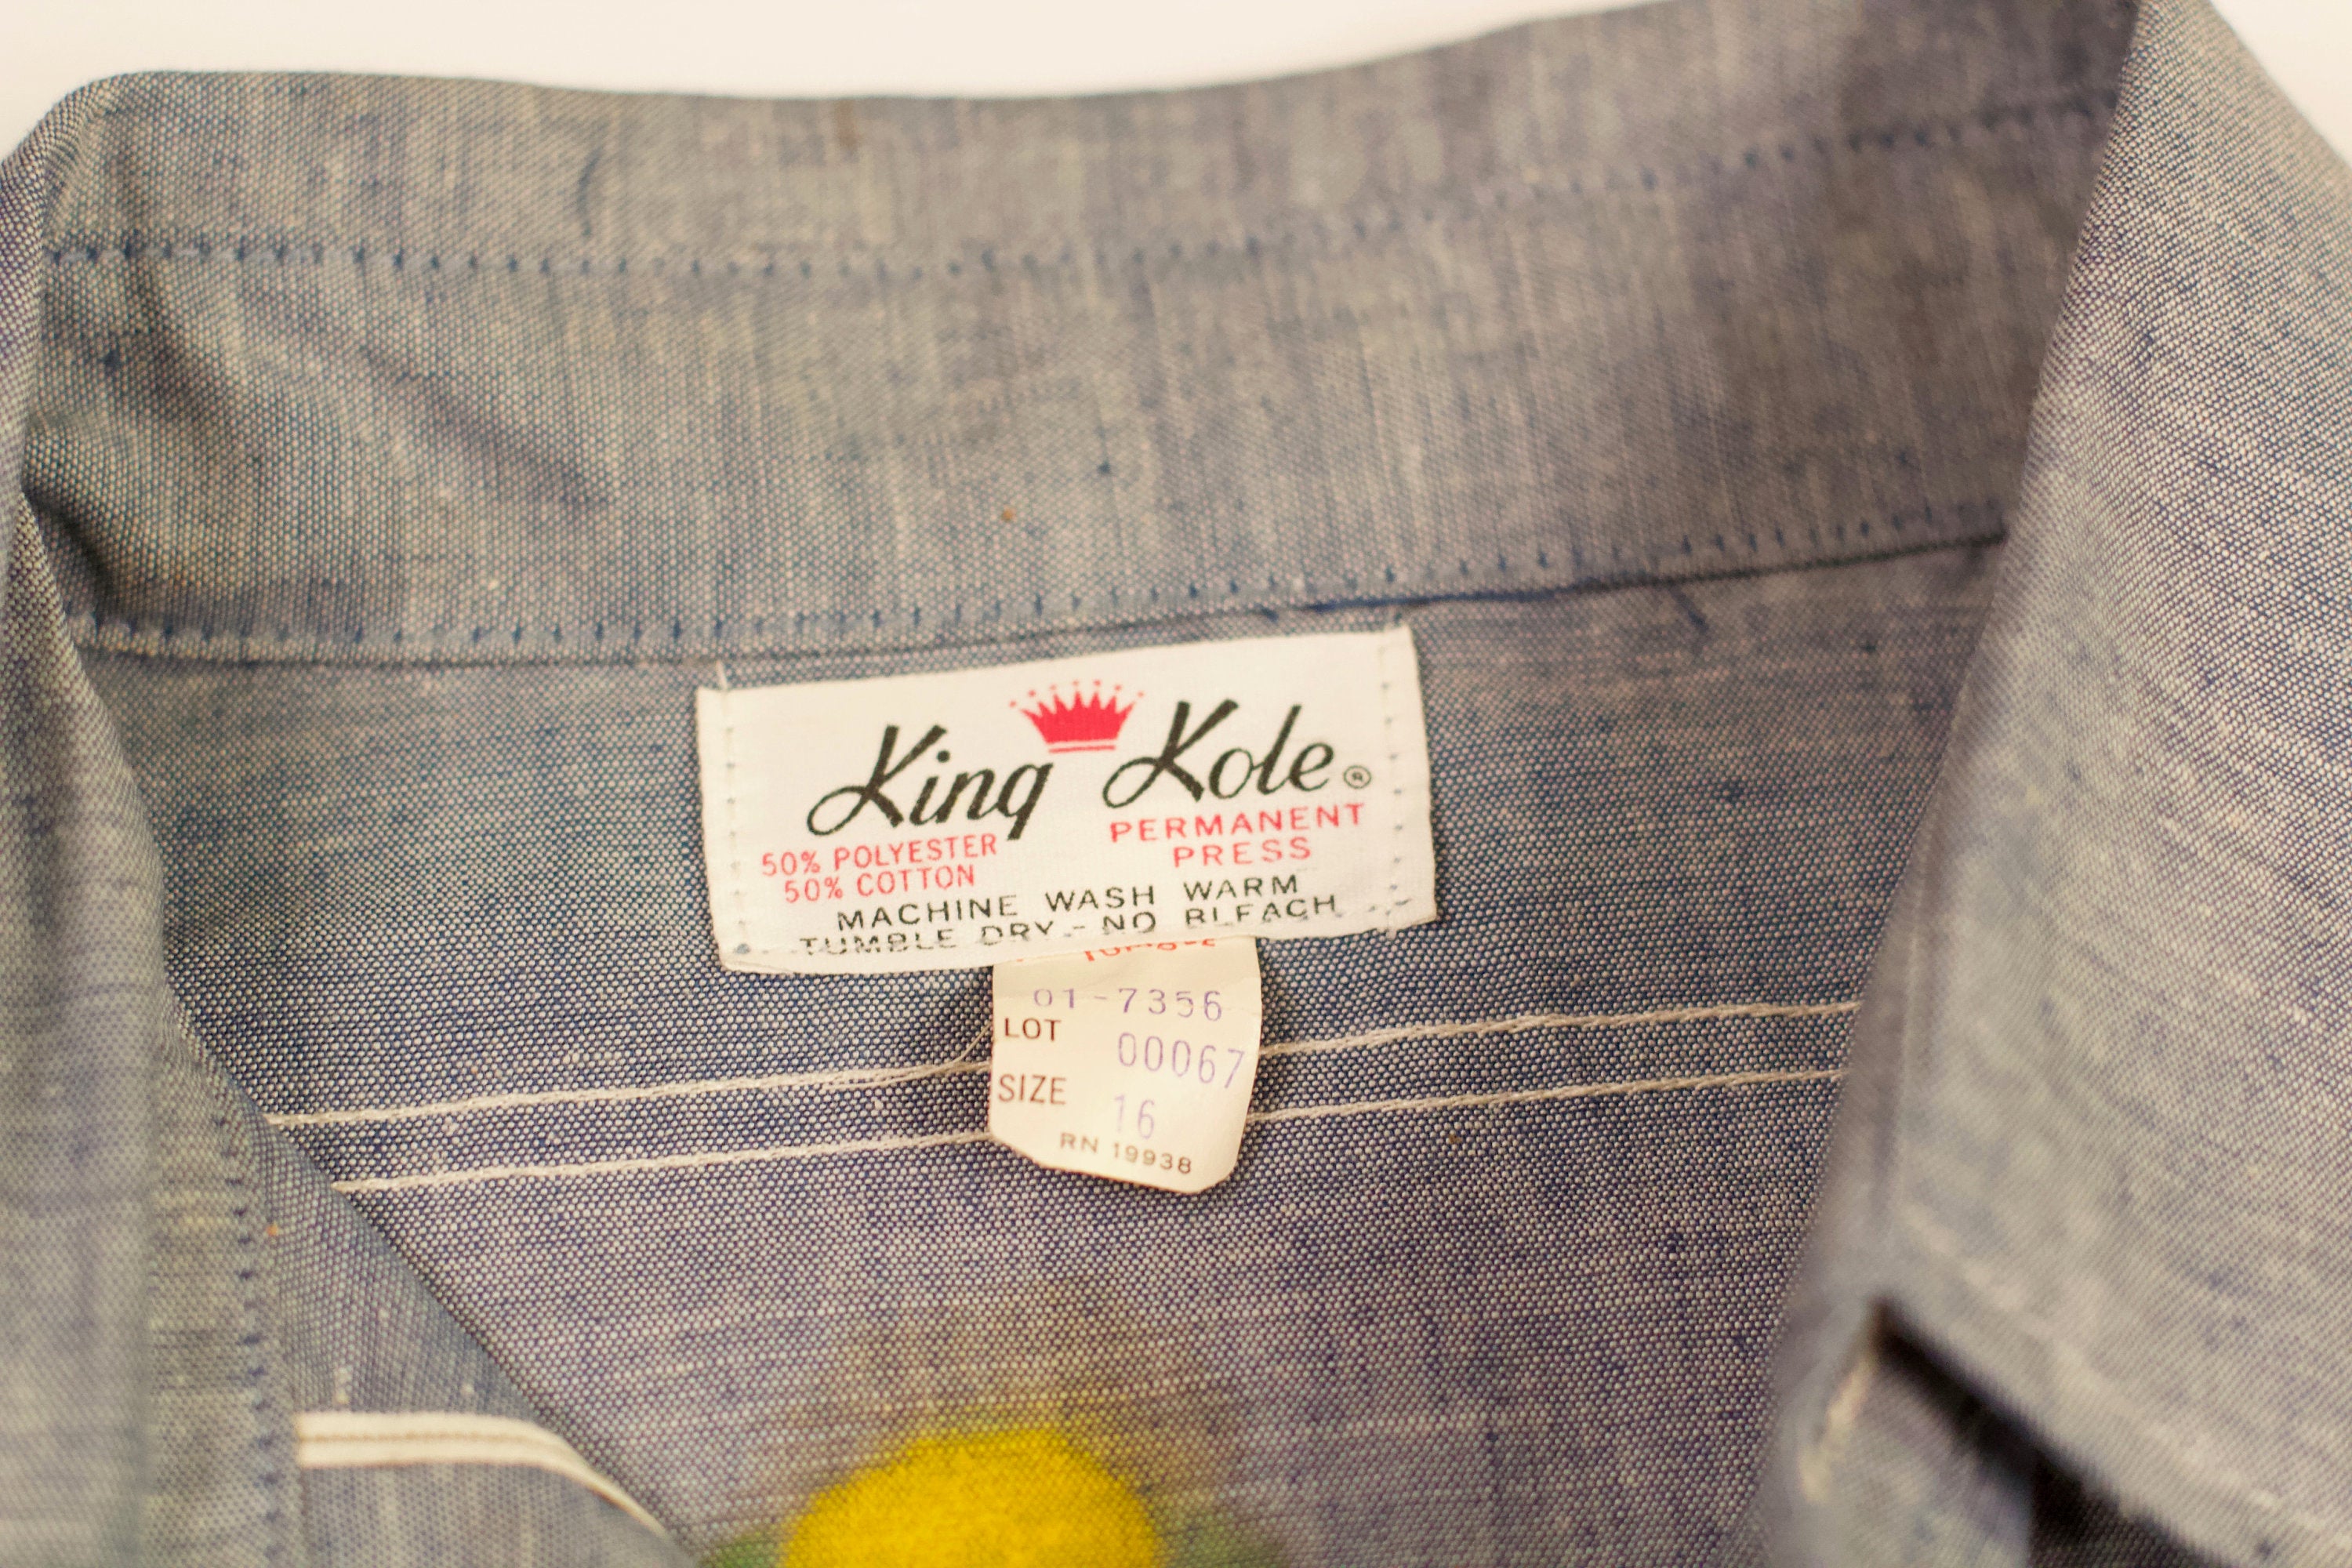 King Kole ®
50% POLYESTER
50% COTTON
PERMANENT
PRESS
MACHINE WASH WARM
TUMBLE DRY - NO BLEACH
01-7356
LOT 00067
SIZE 16
RN 19938